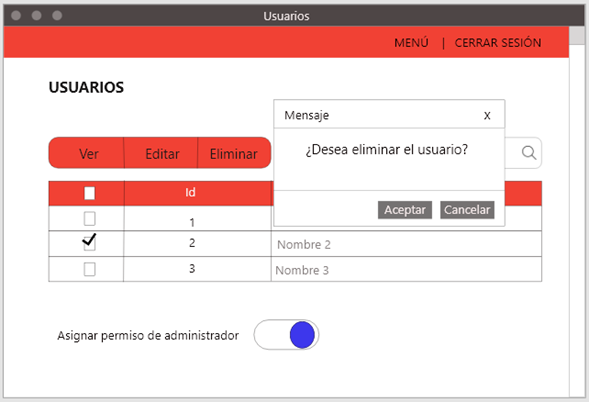 Usuarios
MENÚ | CERRAR SESIÓN
USUARIOS
Mensaje x
¿Desea eliminar el usuario?
Aceptar Cancelar
Ver Editar Eliminar
Id
1
2 Nombre 2
3 Nombre 3
Asignar permiso de administrador